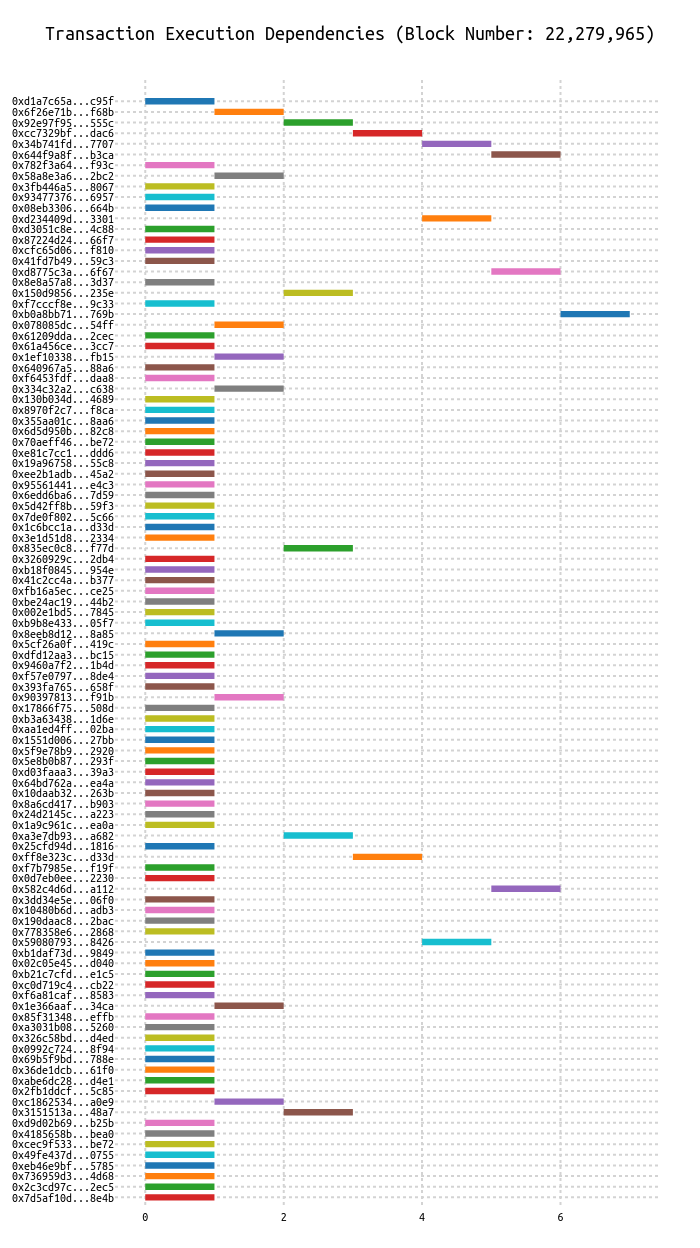 Transaction Execution Dependencies (Block Number: 22,279,965)
0xd1a7c65a...c95f
0x6f26e71b...f68b
0x92e97f95...555c
0xcc7329bf...dac6
0x34b741fd...7707
0x644f9a8f...b3ca
0x782f3a64...f93c
0x58a8e3a6...2bc2
0x3fb446a5...8067
0x93477376...6957
0x08eb3306...664b
0xd234409d...3301
0xd3051c8e...4c88
0x87224d24...66f7
0xcfc65d06...f810
0x41fd7b49...59c3
0xd8775c3a...6f67
0x8e8a57a8...3d37
0x150d9856...235e
0xf7cccf8e...9c33
0xb0a8bb71...769b
0x078085dc...54ff
0x61209dda...2cec
0x61a456ce...3cc7
0x1ef10338...fb15
0x640967a5...88a6
0xf6453fdf...daa8
0x334c32a2...c638
0x130b034d...4689
0x8970f2c7...f8ca
0x355aa01c...8aa6
0x6d5d950b...82c8
0x70aeff46...be72
0xe81c7cc1...ddd6
0x19a96758...55c8
0xee2b1adb...45a2
0x95561441...e4c3
0x6edd6ba6...7d59
0x5d42ff8b...59f3
0x7de0f802...5c66
0x1c6bcc1a...d33d
0x3e1d51d8...2334
0x835ec0c8...f77d
0x3260929c...2db4
0xb18f0845...954e
0x41c2cc4a...b377
0xfb16a5ec...ce25
0xbe24ac19...44b2
0x002e1bd5...7845
0xb9b8e433...05f7
0x8eeb8d12...8a85
0x5cf26a0f...419c
0xdfd12aa3...bc15
0x9460a7f2...1b4d
0xf57e0797...8de4
0x393fa765...658f
0x90397813...f91b
0x17866f75...508d
0xb3a63438...1d6e
0xaa1ed4ff...02ba
0x1551d006...27bb
0x5f9e78b9...2920
0x5e8b0b87...293f
0xd03faaa3...39a3
0x64bd762a...ea4a
0x10daab32...263b
0x8a6cd417...b903
0x24d2145c...a223
0x1a9c961c...ea0a
0xa3e7db93...a682
0x25cfd94d...1816
0xff8e323c...d33d
0xf7b7985e...f19f
0x0d7eb0ee...2230
0x582c4d6d...a112
0x3dd34e5e...06f0
0x10480b6d...adb3
0x190daac8...2bac
0x778358e6...2868
0x59080793...8426
0xb1daf73d...9849
0x02c05e45...d040
0xb21c7cfd...e1c5
0xc0d719c4...cb22
0xf6a81caf...8583
0x1e366aaf...34ca
0x85f31348...effb
0xa3031b08...5260
0x326c58bd...d4ed
0x0992c724...8f94
0x69b5f9bd...788e
0x36de1dcb...61f0
0xabe6dc28...d4e1
0x2fb1ddcf...5c85
0xc1862534...a0e9
0x3151513a...48a7
0xd9d02b69...b25b
0x4185658b...bea0
0xcec9f533...be72
0x49fe437d...0755
0xeb46e9bf...5785
0x736959d3...4d68
0x2c3cd97c...2ec5
0x7d5af10d...8e4b
0 2 4 6